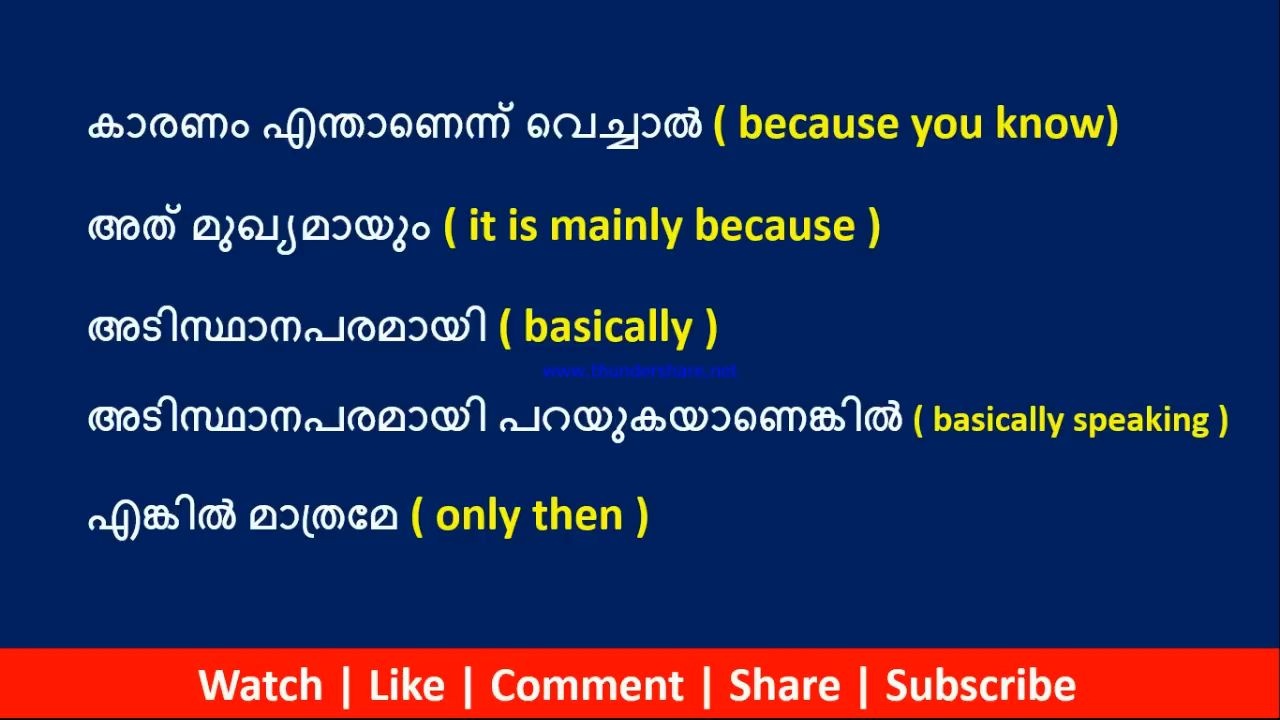 കാരണം എന്താണെന്ന് വെച്ചാൽ ( because you know)
അത് മുഖ്യമായും ( it is mainly because )
അടിസ്ഥാനപരമായി ( basically )
www.thundershare.net
അടിസ്ഥാനപരമായി പറയുകയാണെങ്കിൽ ( basically speaking )
എങ്കിൽ മാത്രമേ ( only then )
Watch | Like | Comment | Share | Subscribe